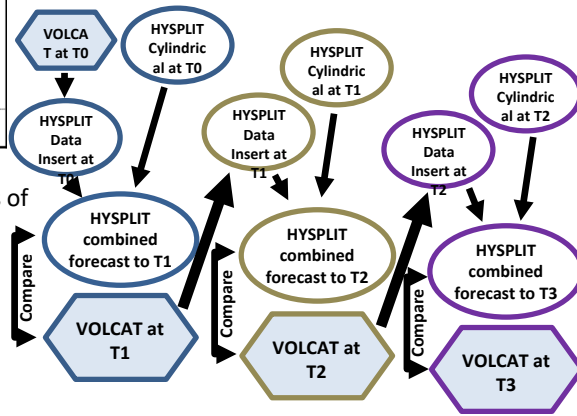 VOLCA
T at T0
HYSPLIT
Cylindric
al at T0
HYSPLIT
Data
Insert at
T0
of
HYSPLIT
combined
forecast to T1
Compare
VOLCAT at
T1
HYSPLIT
Cylindric
al at T1
HYSPLIT
Data
Insert at
T1
HYSPLIT
combined
forecast to T2
Compare
VOLCAT at
T2
HYSPLIT
Cylindric
al at T2
HYSPLIT
Data
Insert at
T2
HYSPLIT
combined
forecast to T3
Compare
VOLCAT at
T3